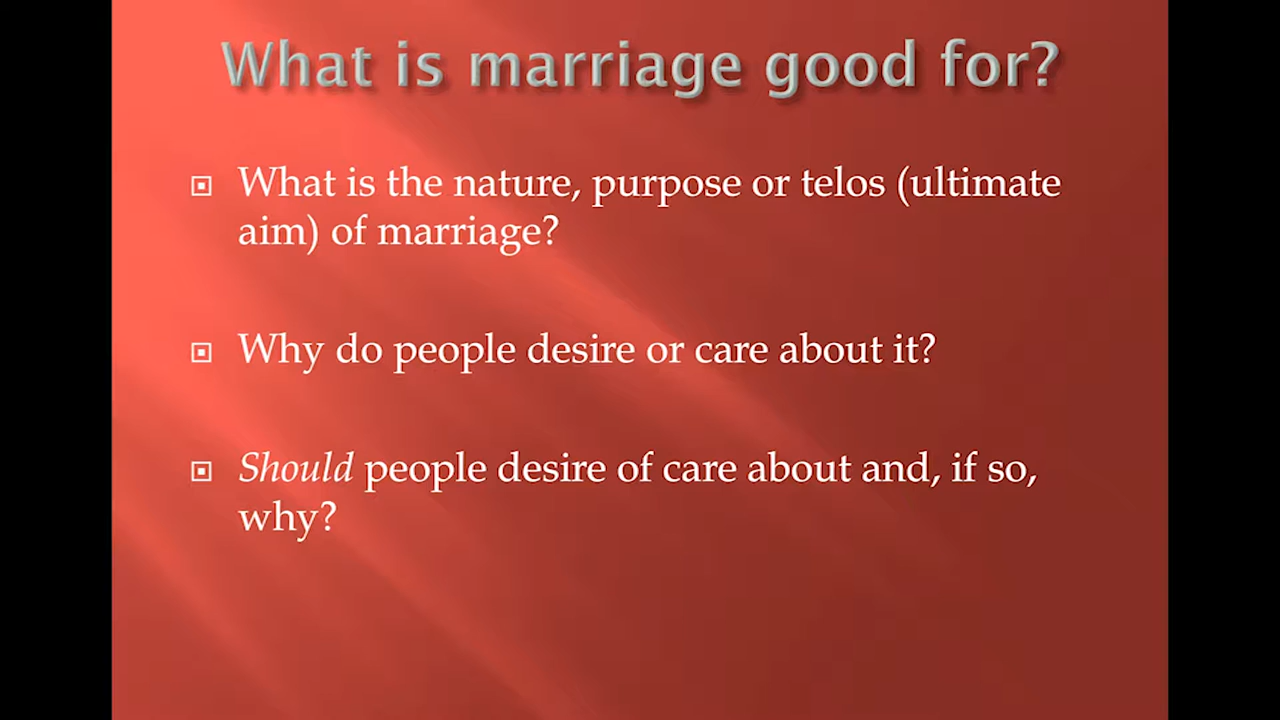 What is marriage good for?
What is the nature, purpose or telos (ultimate
aim) of marriage?
Why do people desire or care about it?
Should people desire of care about and, if so,
why?